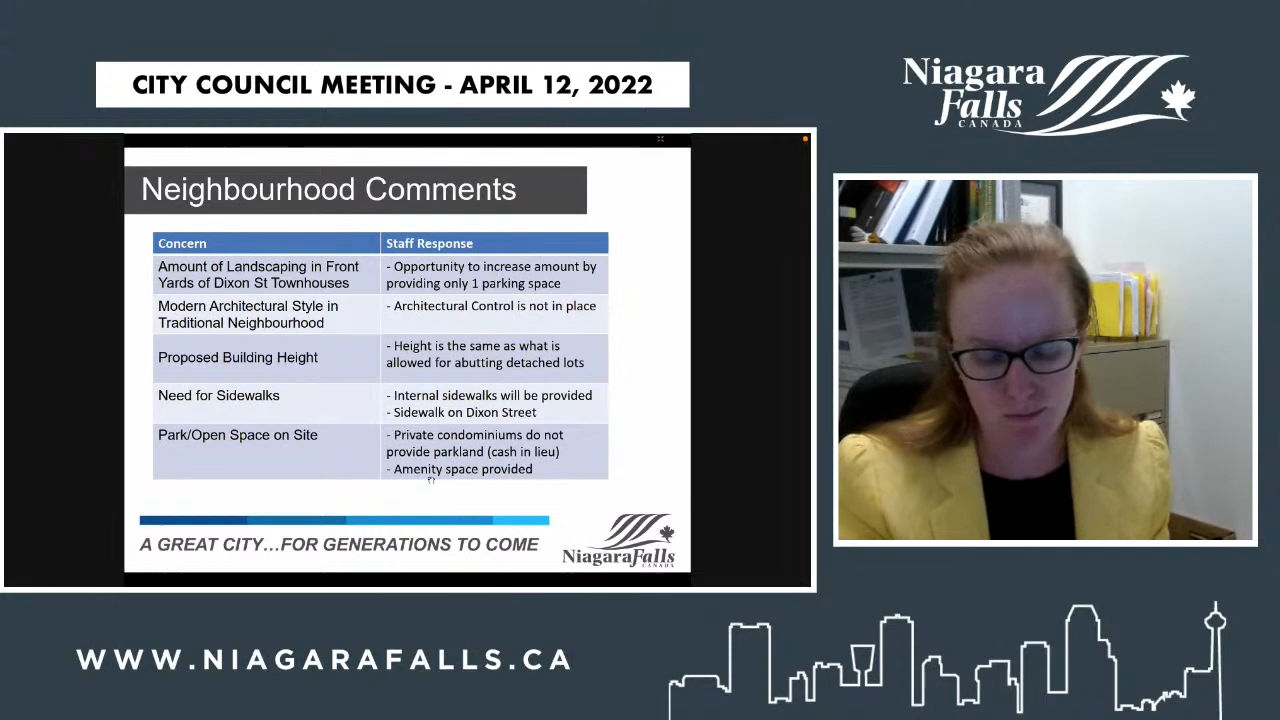 CITY COUNCIL MEETING - APRIL 12, 2022
Niagara
Falls
CANADA
Neighbourhood Comments
Concern
Staff Response
Amount of Landscaping in Front
Yards of Dixon St Townhouses
- Opportunity to increase amount by
providing only 1 parking space
Modern Architectural Style in
Traditional Neighbourhood
- Architectural Control is not in place
Proposed Building Height
- Height is the same as what is
allowed for abutting detached lots
Need for Sidewalks
- Internal sidewalks will be provided
- Sidewalk on Dixon Street
Park/Open Space on Site
- Private condominiums do not
provide parkland (cash in lieu)
- Amenity space provided
A GREAT CITY...FOR GENERATIONS TO COME
NiagaraFalls
CANADA
WWW.NIAGARAFALLS.CA